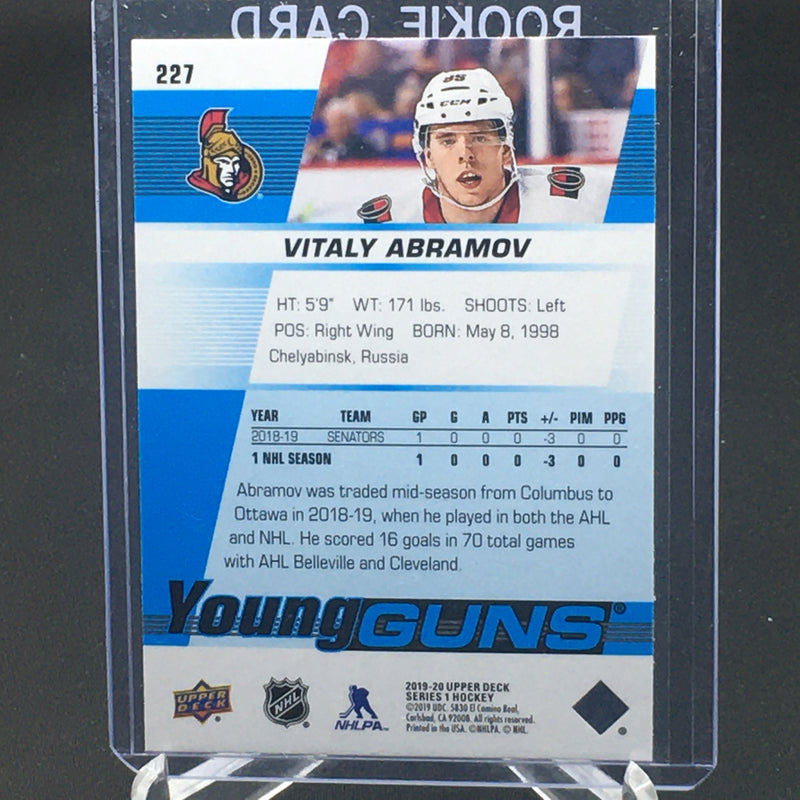 ROOKIE CARD
227
85
CCM
VITALY ABRAMOV
HT: 5'9" WT: 171 lbs. SHOOTS: Left
POS: Right Wing BORN: May 8, 1998
Chelyabinsk, Russia
YEAR TEAM GP G A PTS +/- PIM PPG
2018-19 SENATORS 1 0 0 0 -3 0 0
1 NHL SEASON 1 0 0 0 -3 0 0
Abramov was traded mid-season from Columbus to
Ottawa in 2018-19, when he played in both the AHL
and NHL. He scored 16 goals in 70 total games
with AHL Belleville and Cleveland.
Young GUNS®
UPPER DECK
NHL
NHLPA
2019-20 UPPER DECK
SERIES 1 HOCKEY
©2019 UDC. 5830 El Camino Real,
Carlsbad, CA 92008. All rights reserved.
Printed in the USA. ©NHLPA. © NHL.